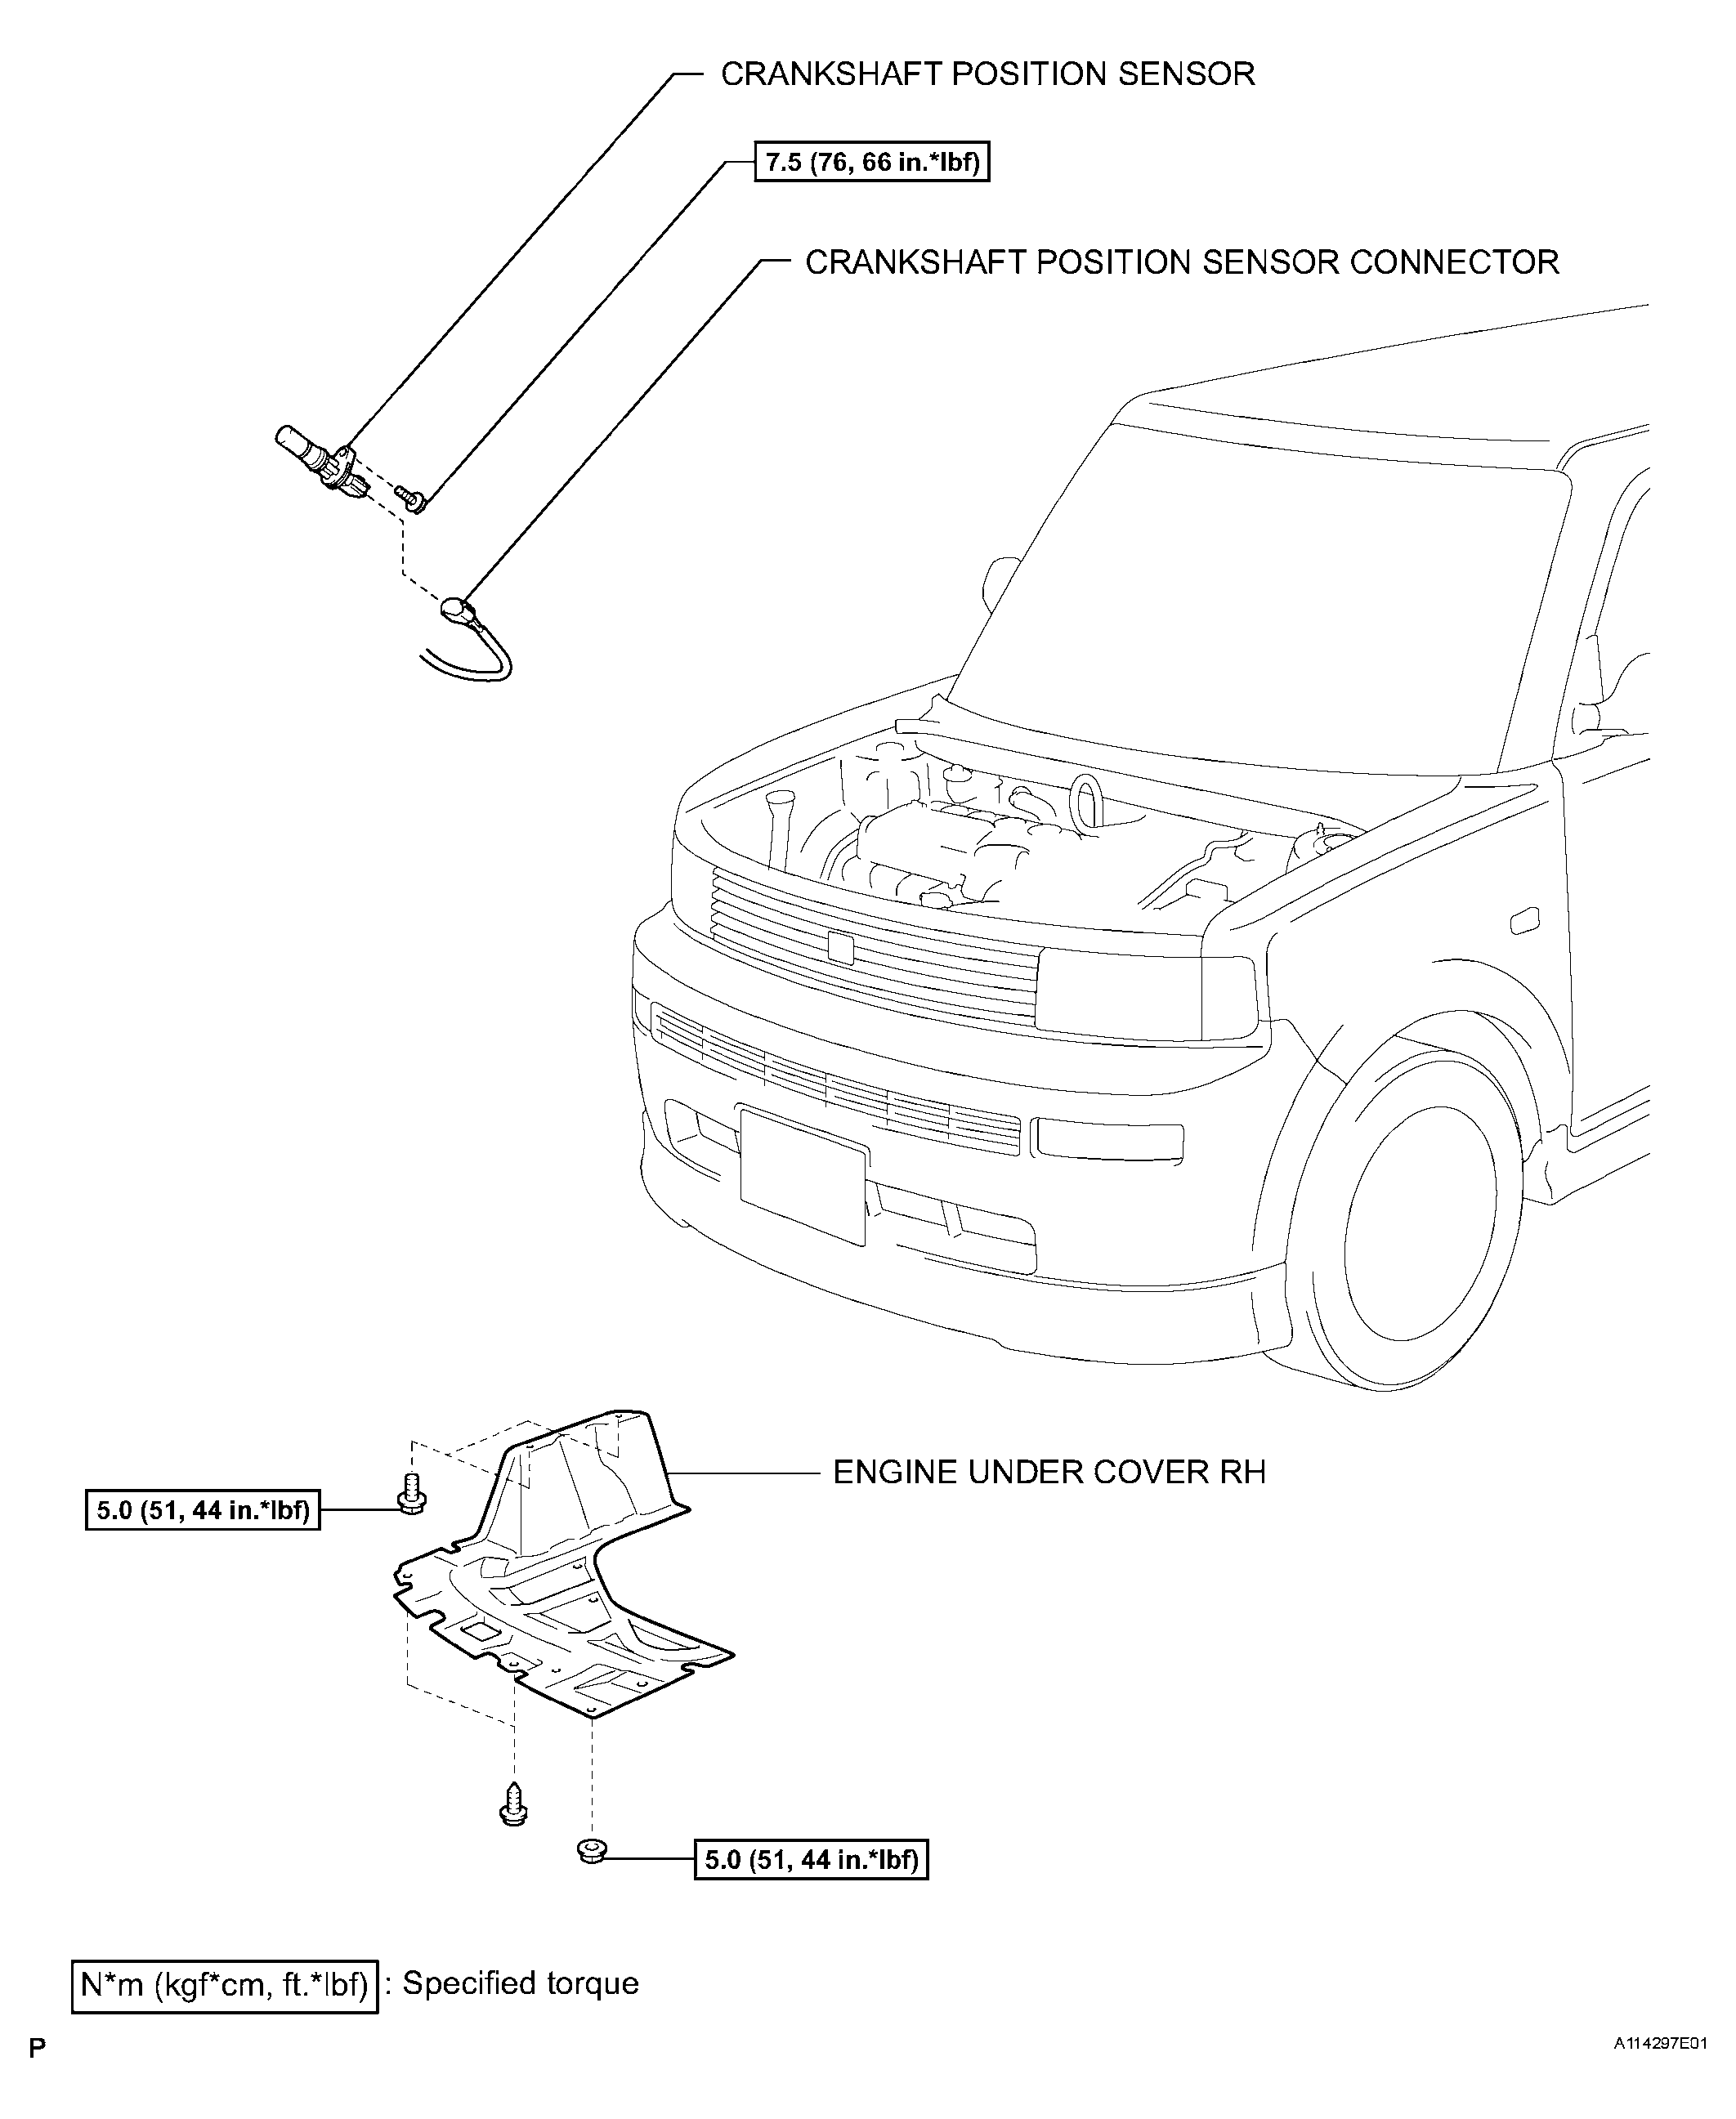 CRANKSHAFT POSITION SENSOR
7.5 (76, 66 in.*lbf)
CRANKSHAFT POSITION SENSOR CONNECTOR
ENGINE UNDER COVER RH
5.0 (51, 44 in.*lbf)
5.0 (51, 44 in.*lbf)
N*m (kgf*cm, ft.*lbf) : Specified torque
P
A114297E01